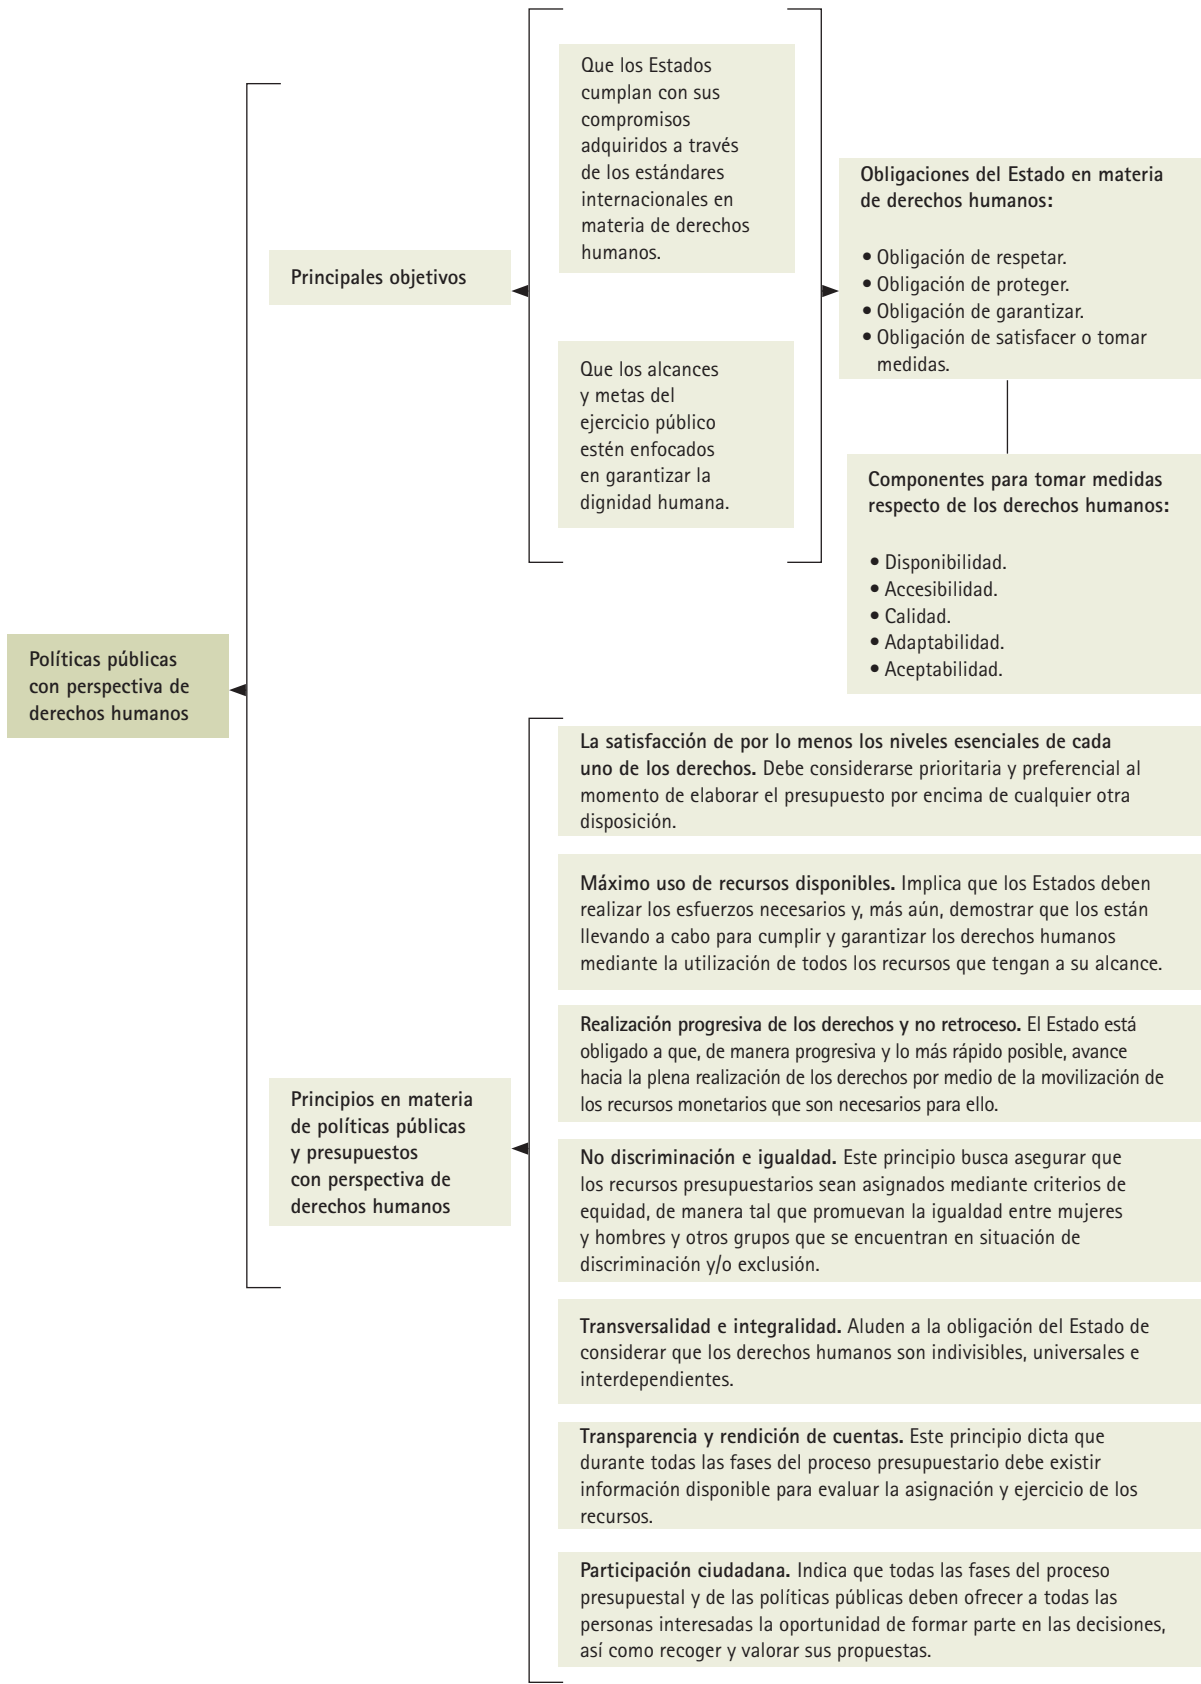 Políticas públicas
con perspectiva de
derechos humanos
Principales objetivos
Que los Estados
cumplan con sus
compromisos
adquiridos a través
de los estándares
internacionales en
materia de derechos
humanos.
Que los alcances
y metas del
ejercicio público
estén enfocados
en garantizar la
dignidad humana.
Obligaciones del Estado en materia
de derechos humanos:
• Obligación de respetar.
• Obligación de proteger.
• Obligación de garantizar.
• Obligación de satisfacer o tomar
medidas.
Componentes para tomar medidas
respecto de los derechos humanos:
• Disponibilidad.
• Accesibilidad.
• Calidad.
• Adaptabilidad.
• Aceptabilidad.
Principios en materia
de políticas públicas
y presupuestos
con perspectiva de
derechos humanos
La satisfacción de por lo menos los niveles esenciales de cada
uno de los derechos. Debe considerarse prioritaria y preferencial al
momento de elaborar el presupuesto por encima de cualquier otra
disposición.
Máximo uso de recursos disponibles. Implica que los Estados deben
realizar los esfuerzos necesarios y, más aún, demostrar que los están
llevando a cabo para cumplir y garantizar los derechos humanos
mediante la utilización de todos los recursos que tengan a su alcance.
Realización progresiva de los derechos y no retroceso. El Estado está
obligado a que, de manera progresiva y lo más rápido posible, avance
hacia la plena realización de los derechos por medio de la movilización de
los recursos monetarios que son necesarios para ello.
No discriminación e igualdad. Este principio busca asegurar que
los recursos presupuestarios sean asignados mediante criterios de
equidad, de manera tal que promuevan la igualdad entre mujeres
y hombres y otros grupos que se encuentran en situación de
discriminación y/o exclusión.
Transversalidad e integralidad. Aluden a la obligación del Estado de
considerar que los derechos humanos son indivisibles, universales e
interdependientes.
Transparencia y rendición de cuentas. Este principio dicta que
durante todas las fases del proceso presupuestario debe existir
información disponible para evaluar la asignación y ejercicio de los
recursos.
Participación ciudadana. Indica que todas las fases del proceso
presupuestal y de las políticas públicas deben ofrecer a todas las
personas interesadas la oportunidad de formar parte en las decisiones,
así como recoger y valorar sus propuestas.